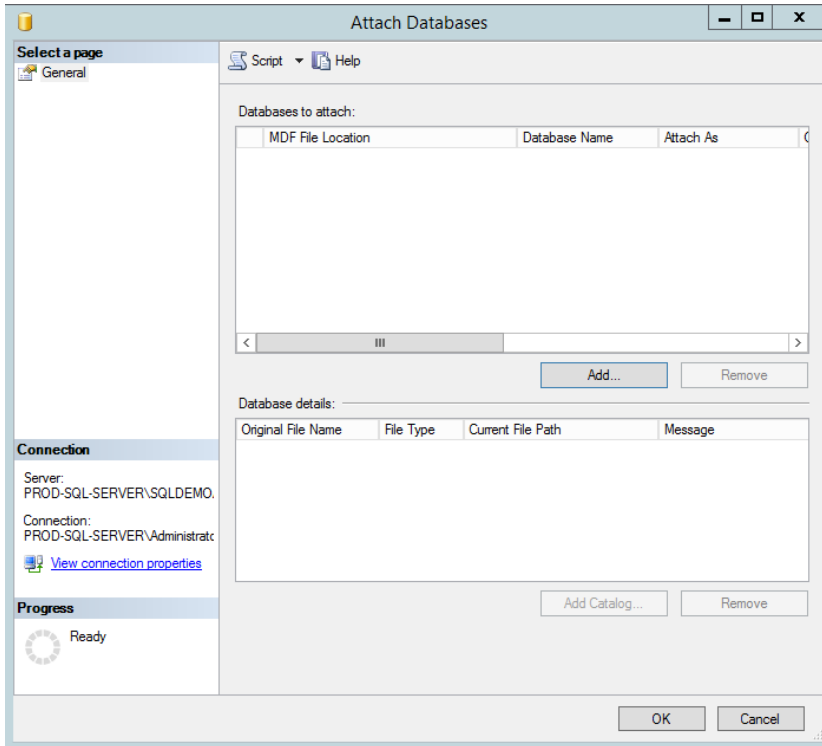 Attach Databases
Select a page
General
Script Help
Databases to attach:
MDF File Location Database Name Attach As
Add... Remove
Database details:
Original File Name File Type Current File Path Message
Add Catalog... Remove
Connection
Server:
PROD-SQL-SERVER\SQLDEMO.
Connection:
PROD-SQL-SERVER\Administratc
View connection properties
Progress
Ready
OK Cancel